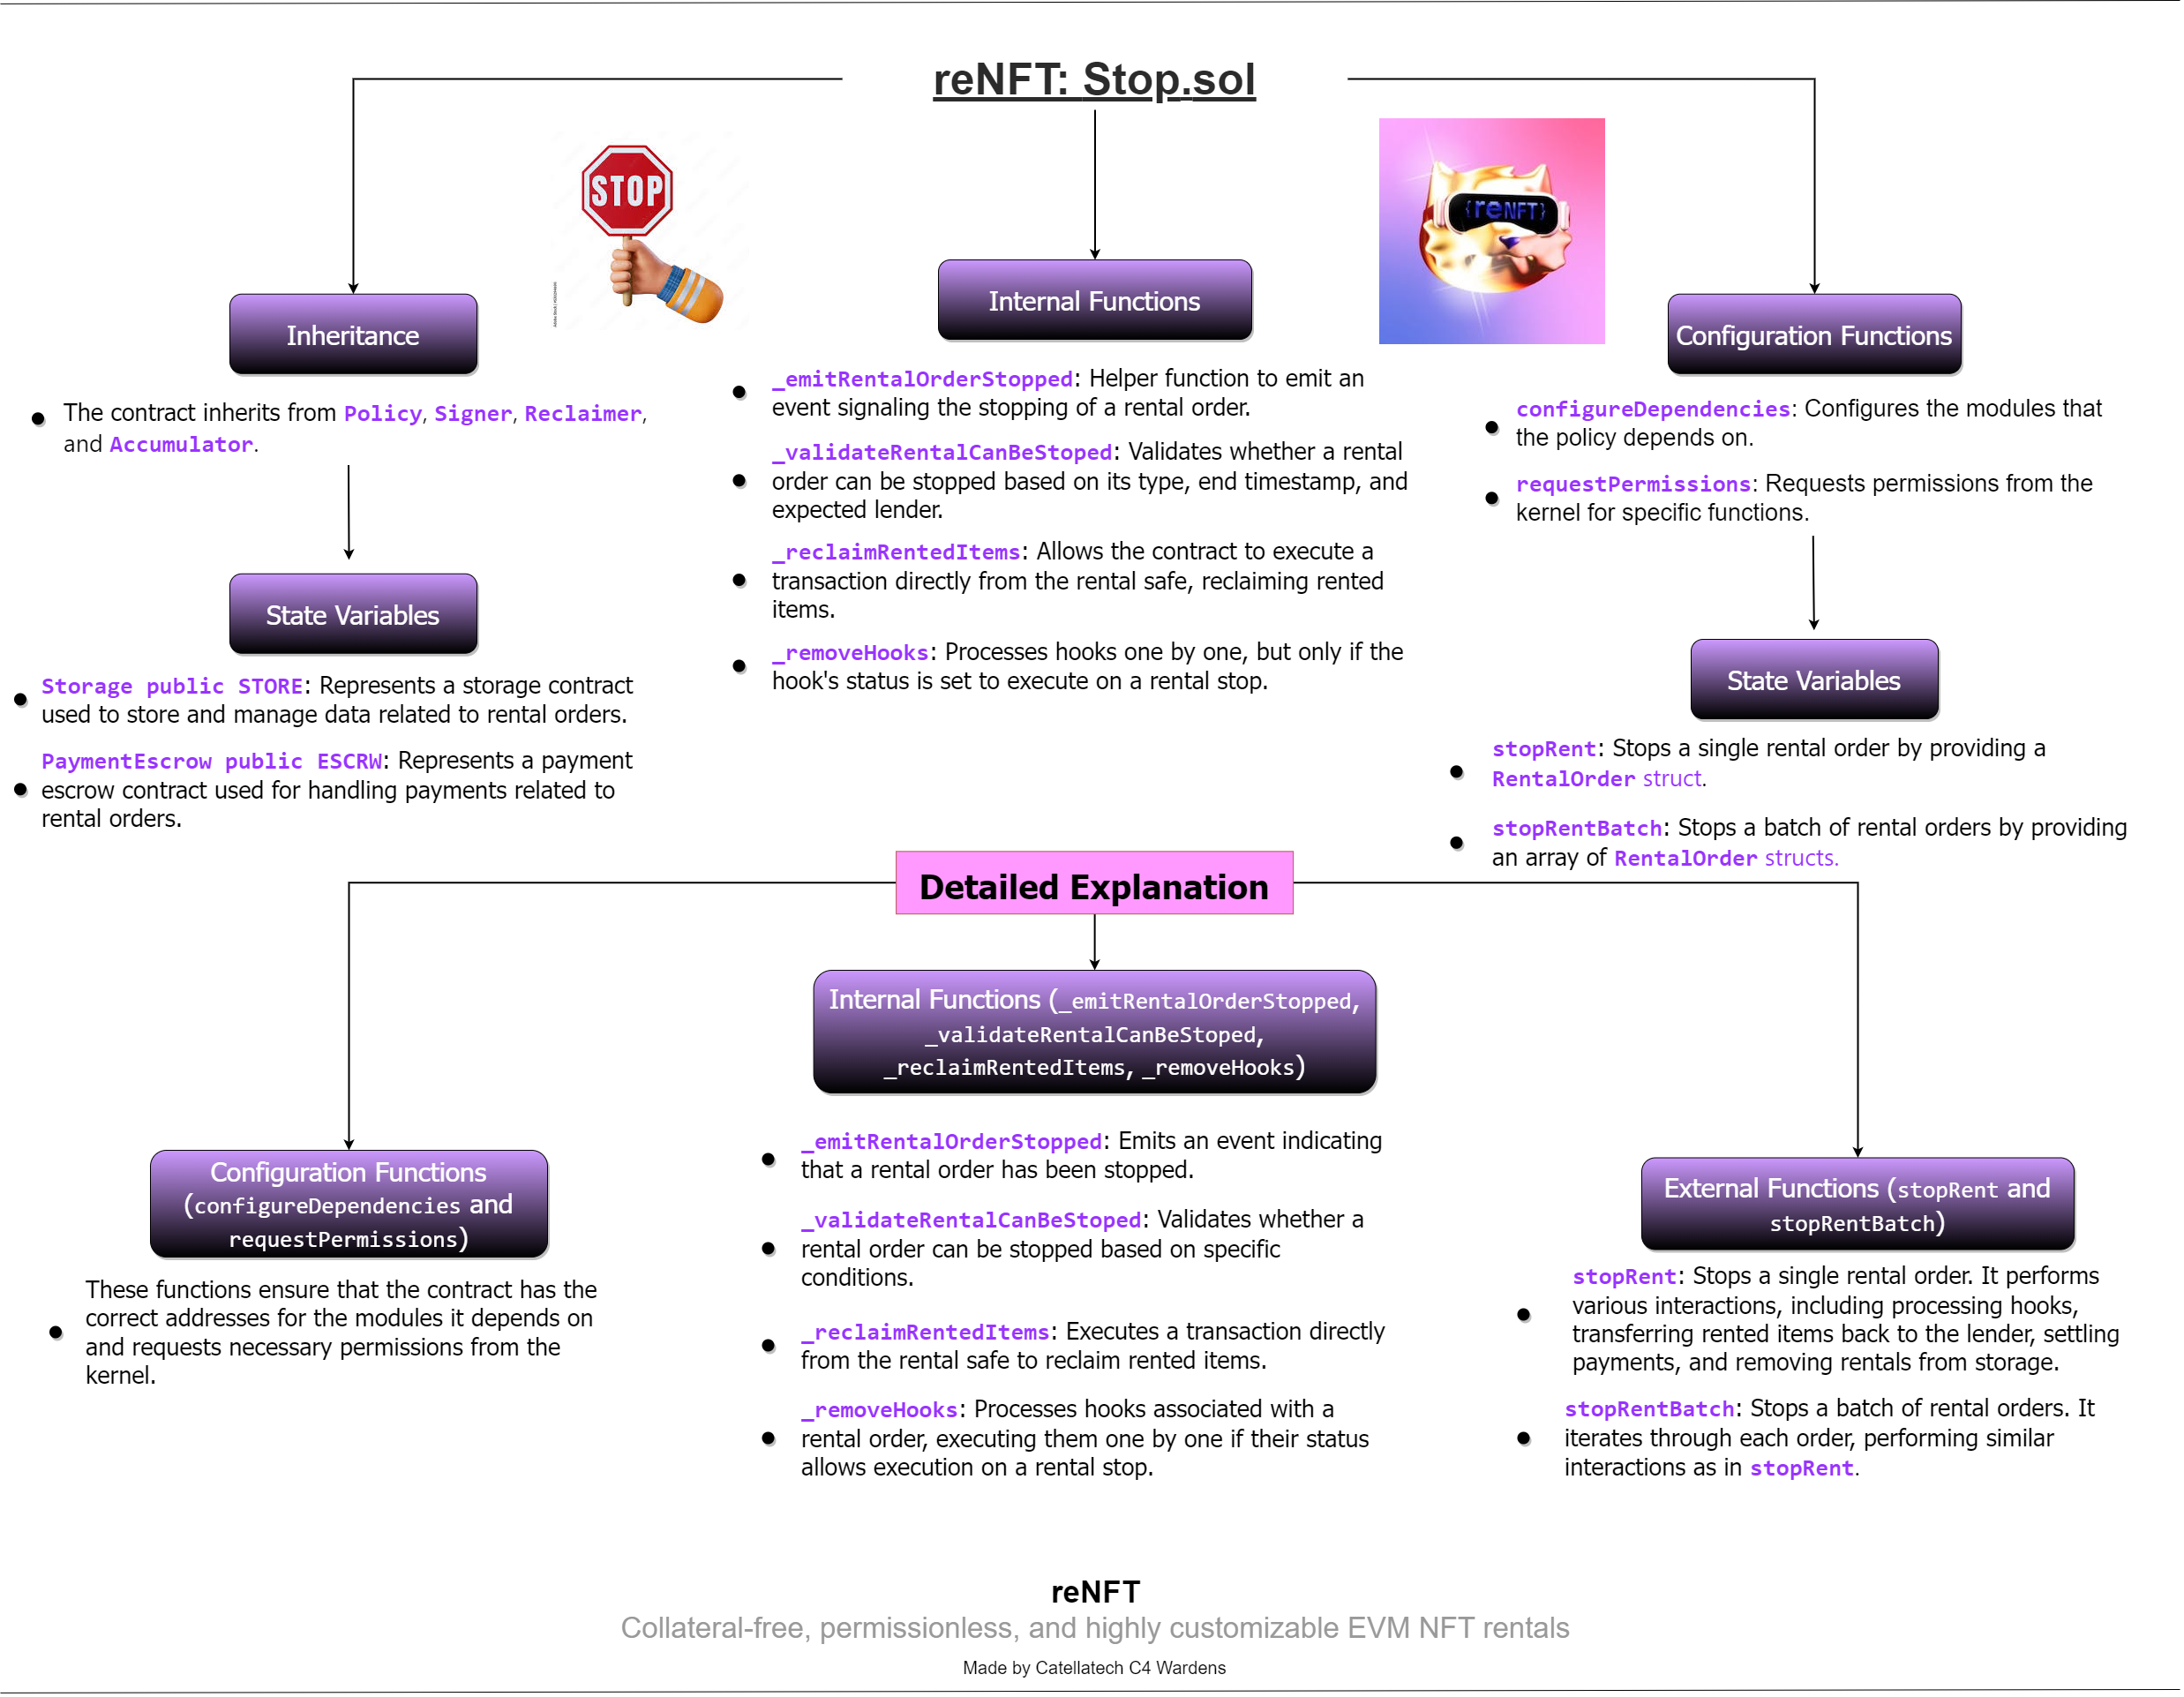 reNFT: Stop.sol
STOP
{reNFT}
Inheritance
The contract inherits from Policy, Signer, Reclaimer,
and Accumulator.
State Variables
Storage public STORE: Represents a storage contract
used to store and manage data related to rental orders.
PaymentEscrow public ESCRW: Represents a payment
escrow contract used for handling payments related to
rental orders.
Internal Functions
_emitRentalOrderStopped: Helper function to emit an
event signaling the stopping of a rental order.
_validateRentalCanBeStoped: Validates whether a rental
order can be stopped based on its type, end timestamp, and
expected lender.
_reclaimRentedItems: Allows the contract to execute a
transaction directly from the rental safe, reclaiming rented
items.
_removeHooks: Processes hooks one by one, but only if the
hook's status is set to execute on a rental stop.
Configuration Functions
configureDependencies: Configures the modules that
the policy depends on.
requestPermissions: Requests permissions from the
kernel for specific functions.
State Variables
stopRent: Stops a single rental order by providing a
RentalOrder struct.
stopRentBatch: Stops a batch of rental orders by providing
an array of RentalOrder structs.
Detailed Explanation
Configuration Functions
(configureDependencies and
requestPermissions)
These functions ensure that the contract has the
correct addresses for the modules it depends on
and requests necessary permissions from the
kernel.
Internal Functions (_emitRentalOrderStopped,
_validateRentalCanBeStoped,
_reclaimRentedItems, _removeHooks)
_emitRentalOrderStopped: Emits an event indicating
that a rental order has been stopped.
_validateRentalCanBeStoped: Validates whether a
rental order can be stopped based on specific
conditions.
_reclaimRentedItems: Executes a transaction directly
from the rental safe to reclaim rented items.
_removeHooks: Processes hooks associated with a
rental order, executing them one by one if their status
allows execution on a rental stop.
External Functions (stopRent and
stopRentBatch)
stopRent: Stops a single rental order. It performs
various interactions, including processing hooks,
transferring rented items back to the lender, settling
payments, and removing rentals from storage.
stopRentBatch: Stops a batch of rental orders. It
iterates through each order, performing similar
interactions as in stopRent.
reNFT
Collateral-free, permissionless, and highly customizable EVM NFT rentals
Made by Catellatech C4 Wardens